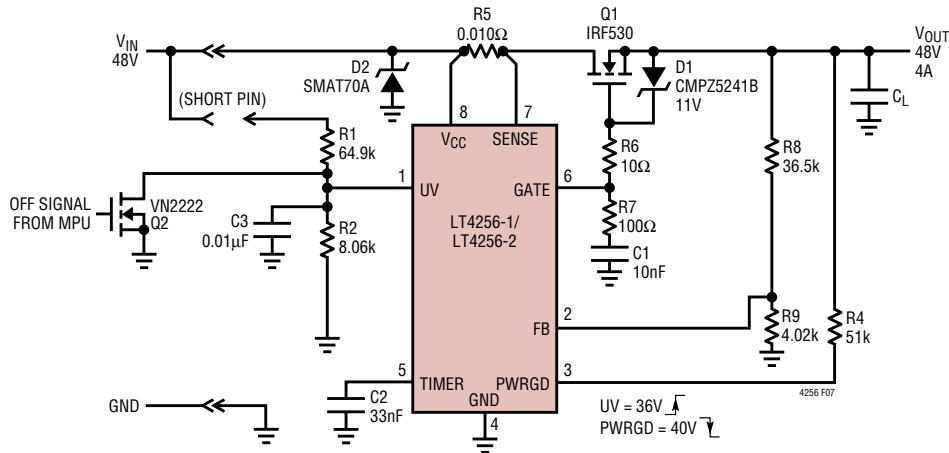 VIN
48V
(SHORT PIN)
R5
0.010Ω
Q1
IRF530
VOUT
48V
4A
D2
SMAT70A
D1
CMPZ5241B
11V
CL
R1
64.9k
8
7
VCC
SENSE
R6
10Ω
R8
36.5k
1
UV
GATE
6
OFF SIGNAL
FROM MPU
VN2222
Q2
C3
0.01µF
R2
8.06k
LT4256-1/
LT4256-2
R7
100Ω
C1
10nF
FB
2
R9
4.02k
R4
51k
5
TIMER
PWRGD
3
GND
4
C2
33nF
GND
UV = 36V
PWRGD = 40V
4256 F07